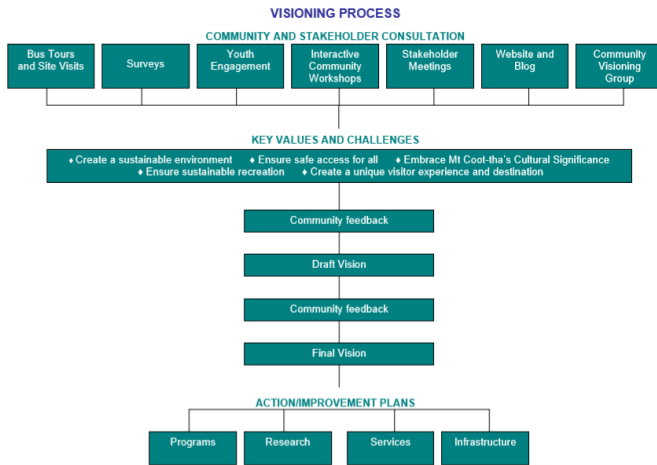 VISIONING PROCESS
COMMUNITY AND STAKEHOLDER CONSULTATION
Bus Tours
and Site Visits
Surveys
Youth
Engagement
Interactive
Community
Workshops
Stakeholder
Meetings
Website and
Blog
Community
Visioning
Group
KEY VALUES AND CHALLENGES
♦ Create a sustainable environment ♦ Ensure safe access for all ♦ Embrace Mt Coot-tha's Cultural Significance
♦ Ensure sustainable recreation ♦ Create a unique visitor experience and destination
Community feedback
Draft Vision
Community feedback
Final Vision
ACTION/IMPROVEMENT PLANS
Programs
Research
Services
Infrastructure